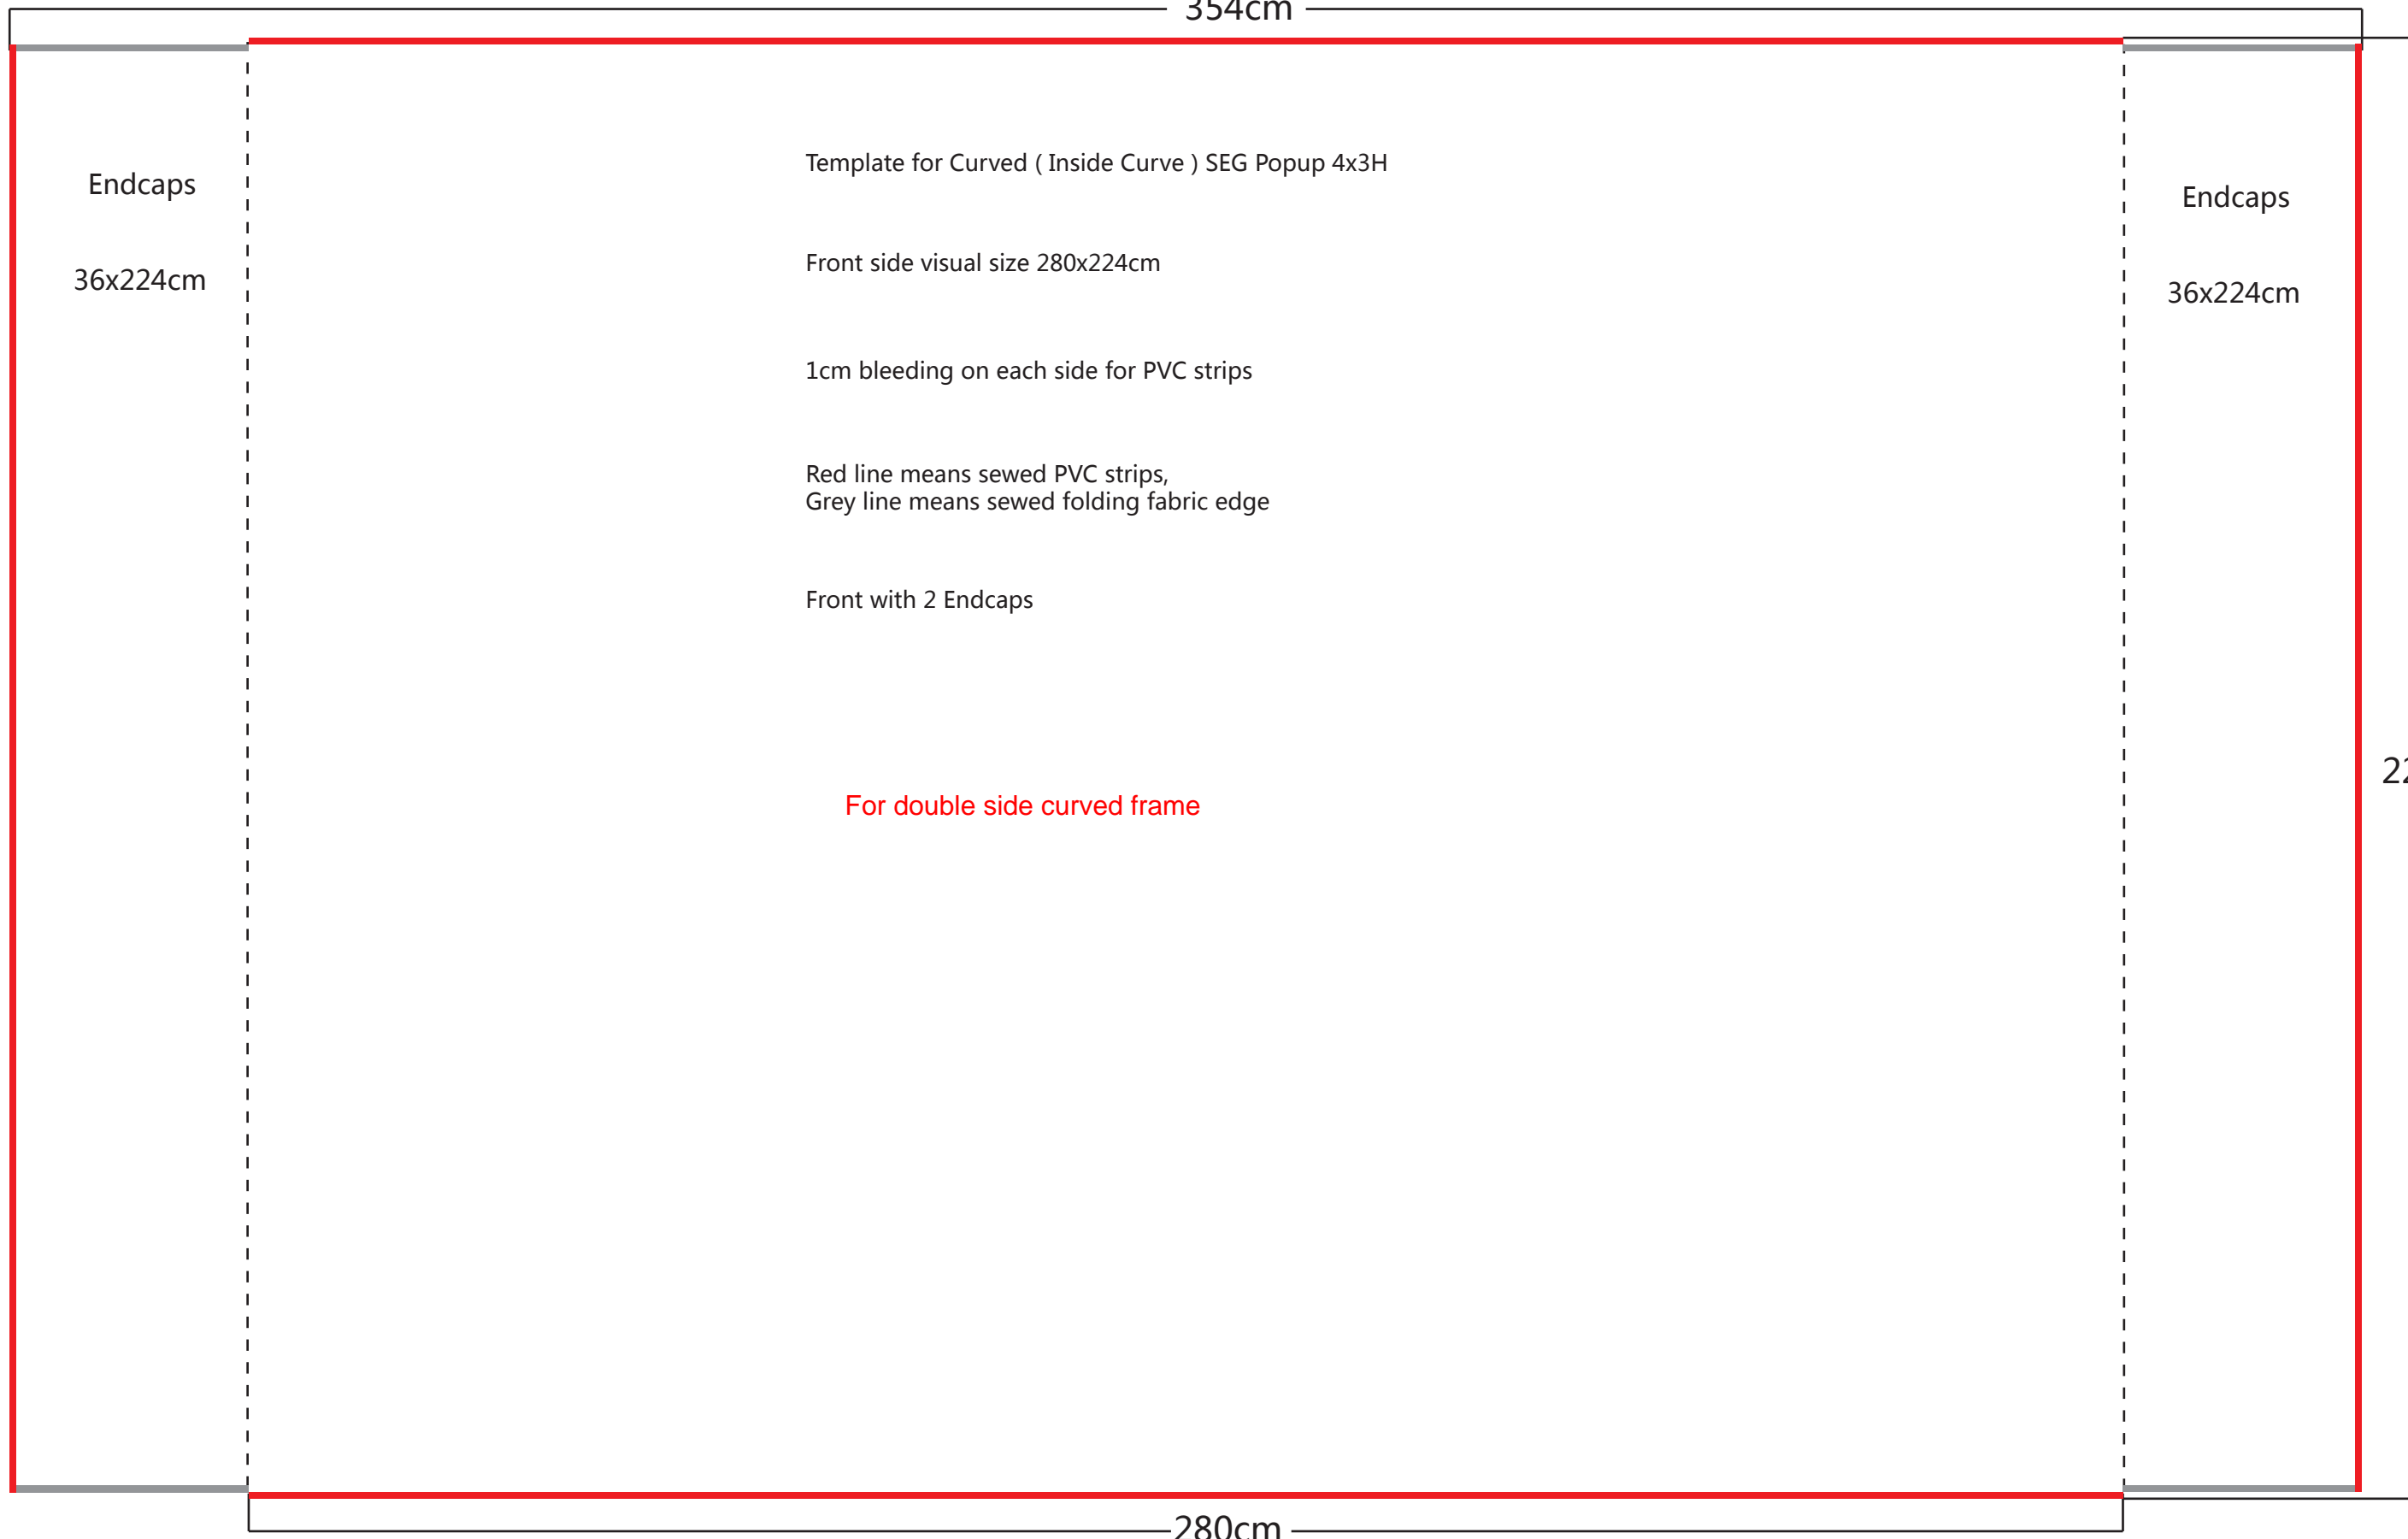 354cm
Endcaps
36x224cm
Template for Curved ( Inside Curve ) SEG Popup 4x3H
Front side visual size 280x224cm
1cm bleeding on each side for PVC strips
Red line means sewed PVC strips,
Grey line means sewed folding fabric edge
Front with 2 Endcaps
For double side curved frame
Endcaps
36x224cm
280cm